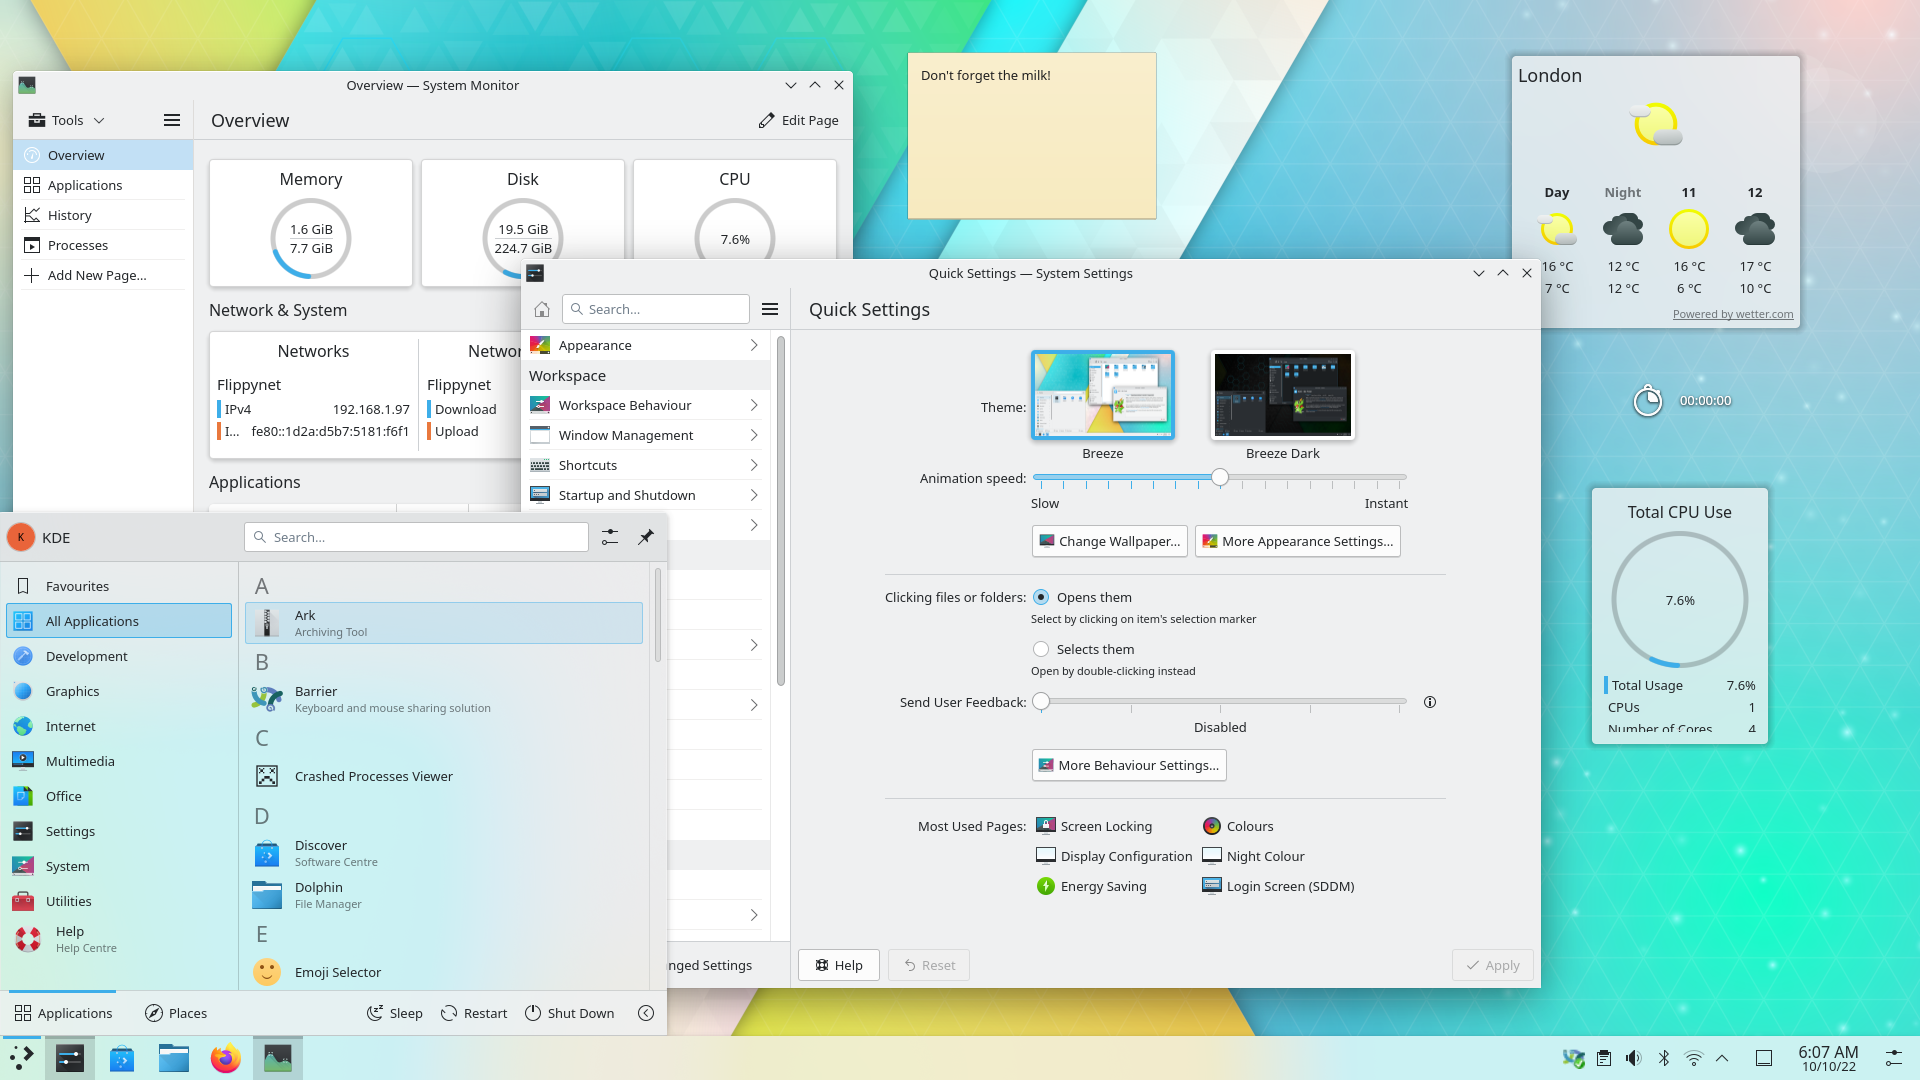 Overview — System Monitor
Tools
Overview
Edit Page
Overview
Applications
History
Processes
Add New Page...
Memory
1.6 GiB
7.7 GiB
Disk
19.5 GiB
224.7 GiB
CPU
7.6%
Network & System
Networks
Flippynet
IPv4 192.168.1.97
I... fe80::1d2a:d5b7:5181:f6f1
Networ
Flippynet
Download
Upload
Applications
Don't forget the milk!
London
Day Night 11 12
16 °C 12 °C 16 °C 17 °C
7 °C 12 °C 6 °C 10 °C
Powered by wetter.com
00:00:00
Total CPU Use
7.6%
Total Usage 7.6%
CPUs 1
Number of Cores 4
Quick Settings — System Settings
Search...
Quick Settings
Appearance
Workspace
Workspace Behaviour
Window Management
Shortcuts
Startup and Shutdown
nged Settings
Theme:
Breeze
Breeze Dark
Animation speed:
Slow Instant
Change Wallpaper...
More Appearance Settings...
Clicking files or folders: Opens them
Select by clicking on item's selection marker
Selects them
Open by double-clicking instead
Send User Feedback:
Disabled
More Behaviour Settings...
Most Used Pages: Screen Locking Colours
Display Configuration Night Colour
Energy Saving Login Screen (SDDM)
Help
Reset
Apply
K
KDE
Search...
Favourites
All Applications
Development
Graphics
Internet
Multimedia
Office
Settings
System
Utilities
Help
Help Centre
A
Ark
Archiving Tool
B
Barrier
Keyboard and mouse sharing solution
C
Crashed Processes Viewer
D
Discover
Software Centre
Dolphin
File Manager
E
Emoji Selector
Applications
Places
Sleep
Restart
Shut Down
6:07 AM
10/10/22